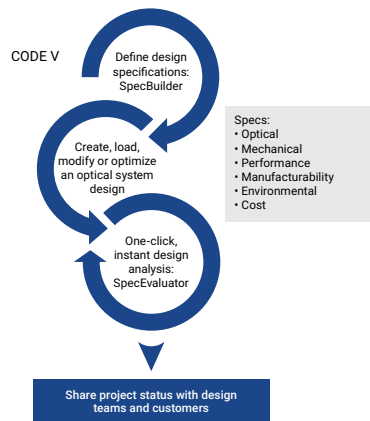 CODE V
Define design
specifications:
SpecBuilder
Create, load,
modify or optimize
an optical system
design
Specs:
• Optical
• Mechanical
• Performance
• Manufacturability
• Environmental
• Cost
One-click,
instant design
analysis:
SpecEvaluator
Share project status with design
teams and customers